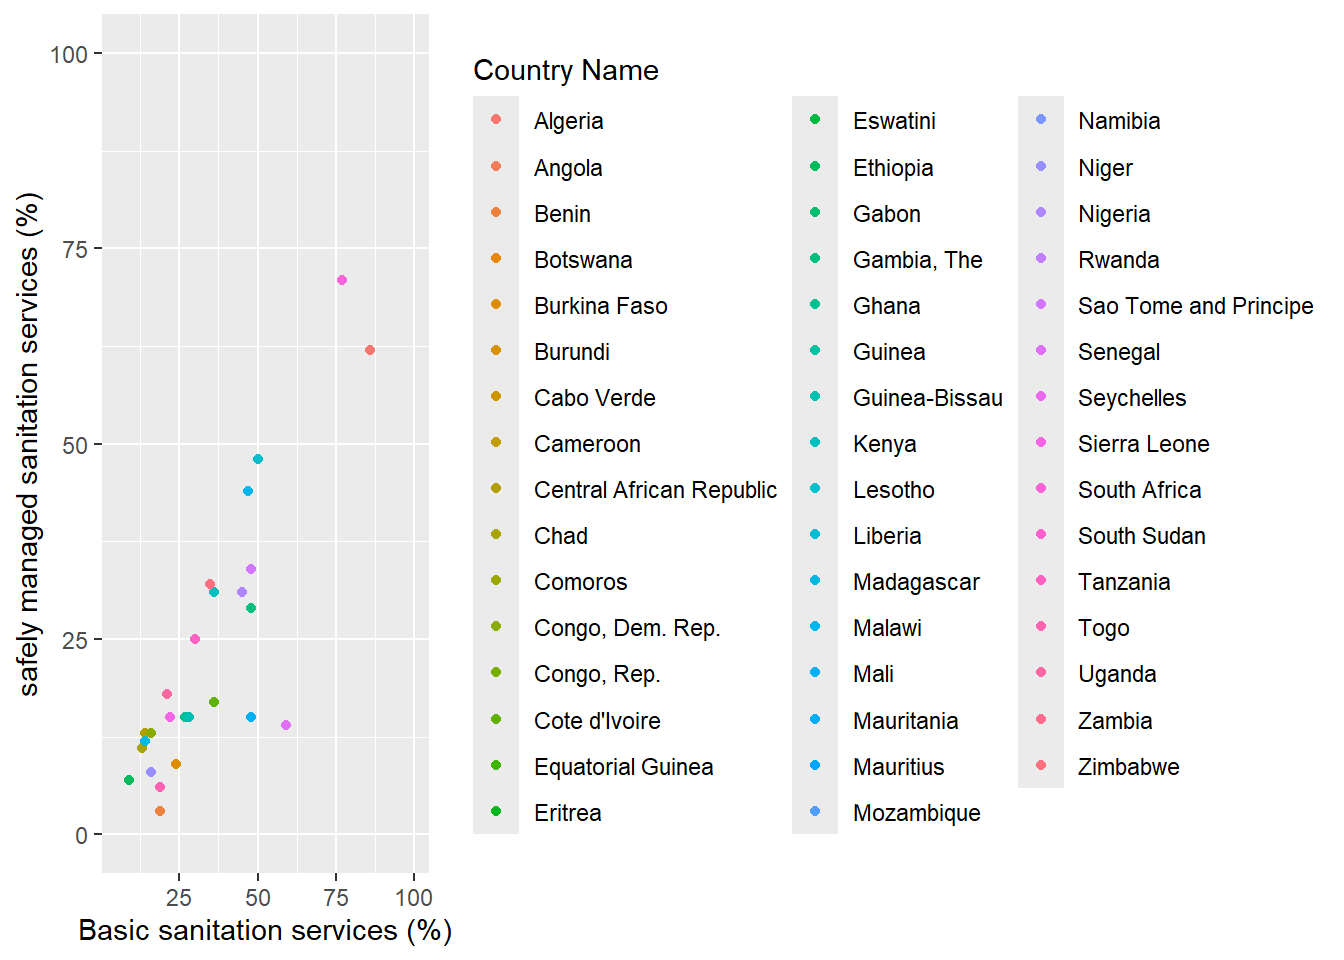 100
75
50
25
0
safely managed sanitation services (%)
25 50 75 100
Basic sanitation services (%)
Country Name
Algeria
Angola
Benin
Botswana
Burkina Faso
Burundi
Cabo Verde
Cameroon
Central African Republic
Chad
Comoros
Congo, Dem. Rep.
Congo, Rep.
Cote d'Ivoire
Equatorial Guinea
Eritrea
Eswatini
Ethiopia
Gabon
Gambia, The
Ghana
Guinea
Guinea-Bissau
Kenya
Lesotho
Liberia
Madagascar
Malawi
Mali
Mauritania
Mauritius
Mozambique
Namibia
Niger
Nigeria
Rwanda
Sao Tome and Principe
Senegal
Seychelles
Sierra Leone
South Africa
South Sudan
Tanzania
Togo
Uganda
Zambia
Zimbabwe